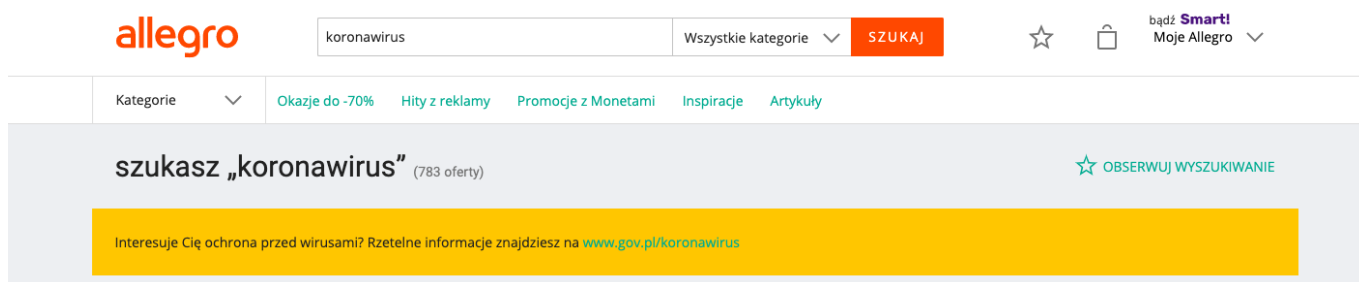 allegro
koronawirus
Wszystkie kategorie
SZUKAJ
bądź Smart!
Moje Allegro
Kategorie
Okazje do -70%
Hity z reklamy
Promocje z Monetami
Inspiracje
Artykuły
szukasz „koronawirus” (783 oferty)
OBSERWUJ WYSZUKIWANIE
Interesuje Cię ochrona przed wirusami? Rzetelne informacje znajdziesz na www.gov.pl/koronawirus